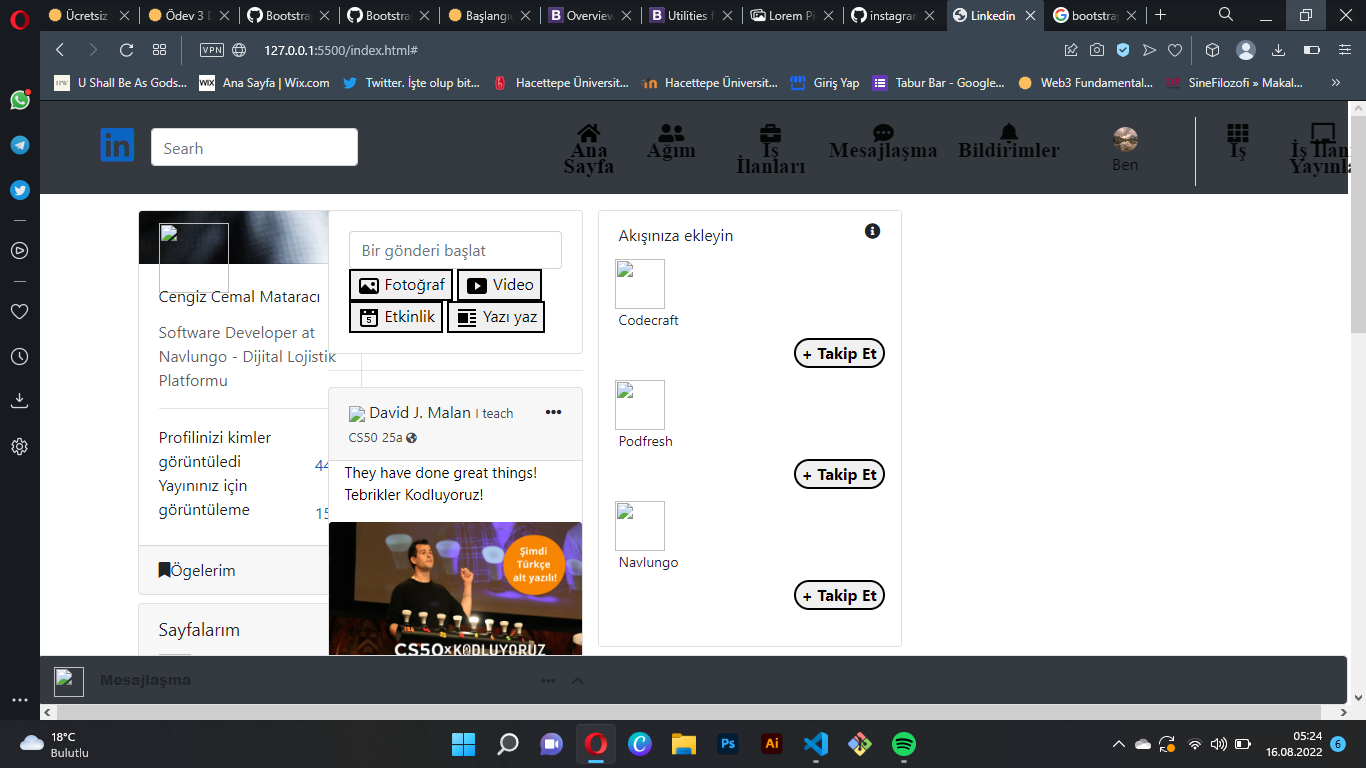 Ücretsiz
Ödev 3 D
Bootstrap
Bootstrap
Başlangıç
Overview
Utilities f
Lorem Pi
instagram
Linkedin
bootstrap
VPN
127.0.0.1:5500/index.html#
U Shall Be As Gods...
WIX Ana Sayfa | Wix.com
Twitter. İşte olup bit...
Hacettepe Üniversit...
Hacettepe Üniversit...
Giriş Yap
Tabur Bar - Google...
Web3 Fundamental...
SineFilozofi » Makal...
in
Searh
Ana
Sayfa
Ağım
İş
İlanları
Mesajlaşma
Bildirimler
Ben
İş
İş İlanı
Yayınla
Cengiz Cemal Mataracı
Software Developer at
Navlungo - Dijital Lojistik
Platformu
Profilinizi kimler
görüntüledi
44
Yayınınız için
görüntüleme
15
Ögelerim
Sayfalarım
Bir gönderi başlat
Fotoğraf
Video
5 Etkinlik
Yazı yaz
David J. Malan I teach
CS50 25a
They have done great things!
Tebrikler Kodluyoruz!
Şimdi
Türkçe
alt yazılı!
CS50xKODLUYORUZ
Akışınıza ekleyin
Codecraft
+ Takip Et
Podfresh
+ Takip Et
Navlungo
+ Takip Et
Mesajlaşma
18°C
Bulutlu
Ps
Ai
05:24
16.08.2022
6